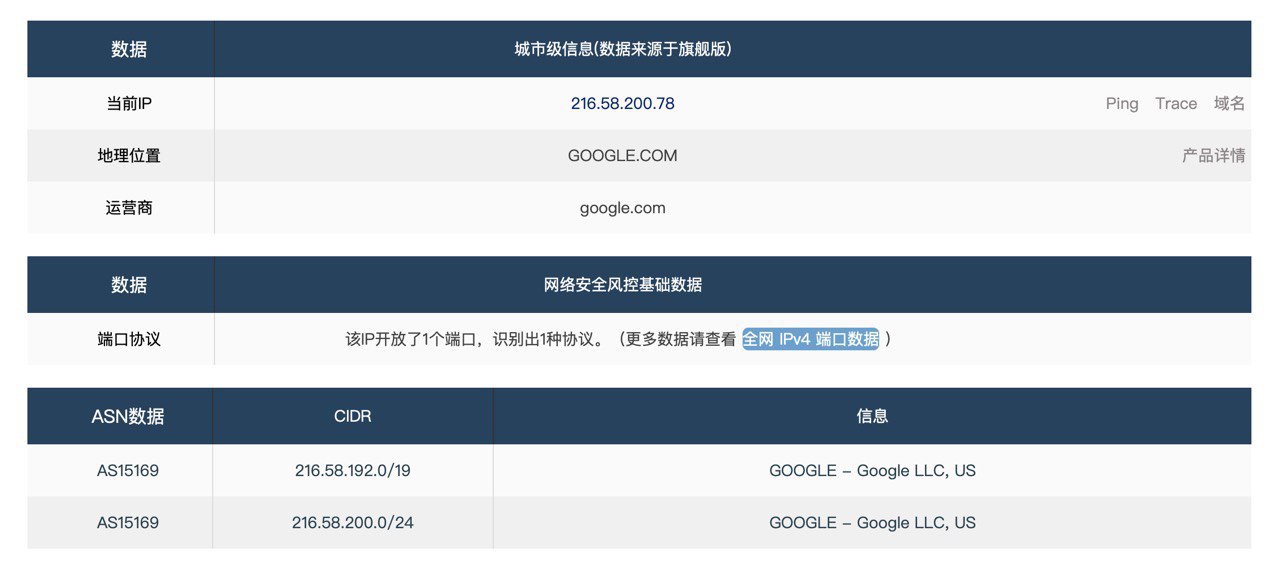 数据 城市级信息(数据来源于旗舰版)
当前IP 216.58.200.78 Ping Trace 域名
地理位置 GOOGLE.COM 产品详情
运营商 google.com
数据 网络安全风控基础数据
端口协议 该IP开放了1个端口，识别出1种协议。（更多数据请查看 全网 IPv4 端口数据 ）
ASN数据 CIDR 信息
AS15169 216.58.192.0/19 GOOGLE – Google LLC, US
AS15169 216.58.200.0/24 GOOGLE – Google LLC, US